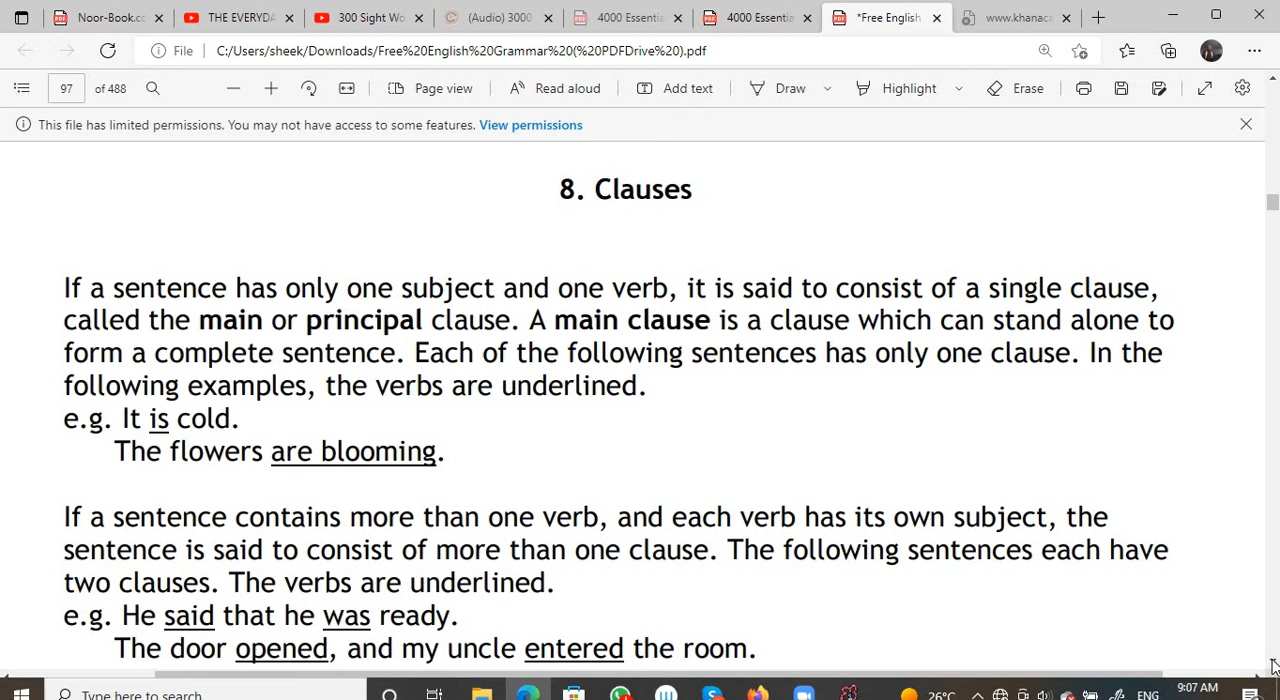 Noor-Book.cc
THE EVERYDA
300 Sight Wo
(Audio) 3000
4000 Essentia
4000 Essentia
*Free English
www.khanaca
File
C:/Users/sheek/Downloads/Free%20English%20Grammar%20(%20PDFDrive%20).pdf
97 of 488
Page view
Read aloud
Add text
Draw
Highlight
Erase
This file has limited permissions. You may not have access to some features. View permissions
8. Clauses
If a sentence has only one subject and one verb, it is said to consist of a single clause,
called the main or principal clause. A main clause is a clause which can stand alone to
form a complete sentence. Each of the following sentences has only one clause. In the
following examples, the verbs are underlined.
e.g. It is cold.
The flowers are blooming.
If a sentence contains more than one verb, and each verb has its own subject, the
sentence is said to consist of more than one clause. The following sentences each have
two clauses. The verbs are underlined.
e.g. He said that he was ready.
The door opened, and my uncle entered the room.
Type here to search
26°C
ENG
9:07 AM